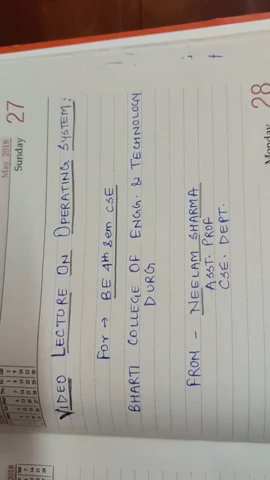 May, 2018
27
Sunday
VIDEO LECTURE ON OPERATING SYSTEM:
For → BE 4th Sem CSE
BHARTI COLLEGE OF ENGG. & TECHNOLOGY
DURG
FROM - NEELAM SHARMA
ASST. PROF
CSE. DEPT.
28
Monday
2018